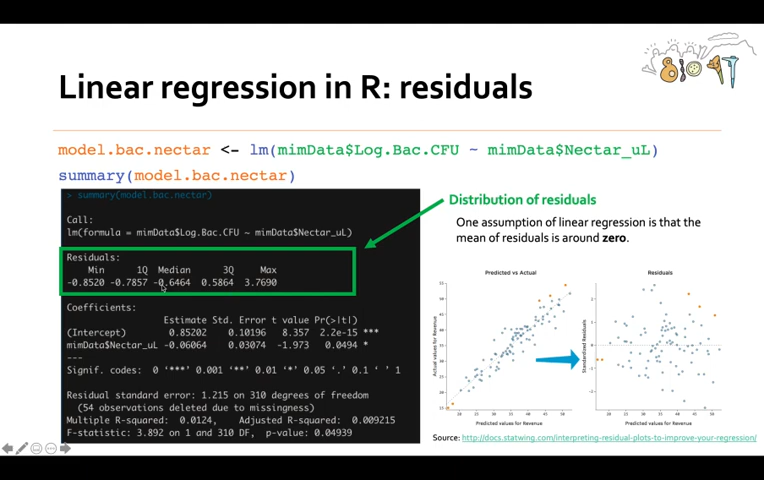 Linear regression in R: residuals
model.bac.nectar <- lm(mimData$Log.Bac.CFU ~ mimData$Nectar_uL)
summary(model.bac.nectar)
> summary(model.bac.nectar)
Call:
lm(formula = mimData$Log.Bac.CFU ~ mimData$Nectar_uL)
Residuals:
Min 1Q Median 3Q Max
-0.8520 -0.7857 -0.6464 0.5864 3.7690
Coefficients:
Estimate Std. Error t value Pr(>|t|)
(Intercept) 0.85202 0.10196 8.357 2.2e-15 ***
mimData$Nectar_uL -0.06064 0.03074 -1.973 0.0494 *
---
Signif. codes: 0 '***' 0.001 '**' 0.01 '*' 0.05 '.' 0.1 ' ' 1
Residual standard error: 1.215 on 310 degrees of freedom
(54 observations deleted due to missingness)
Multiple R-squared: 0.0124, Adjusted R-squared: 0.009215
F-statistic: 3.892 on 1 and 310 DF, p-value: 0.04939
Distribution of residuals
One assumption of linear regression is that the
mean of residuals is around zero.
Predicted vs Actual
Actual values for Revenue
Predicted values for Revenue
Residuals
Standardized Residuals
Predicted values for Revenue
Source: http://docs.statwing.com/interpreting-residual-plots-to-improve-your-regression/